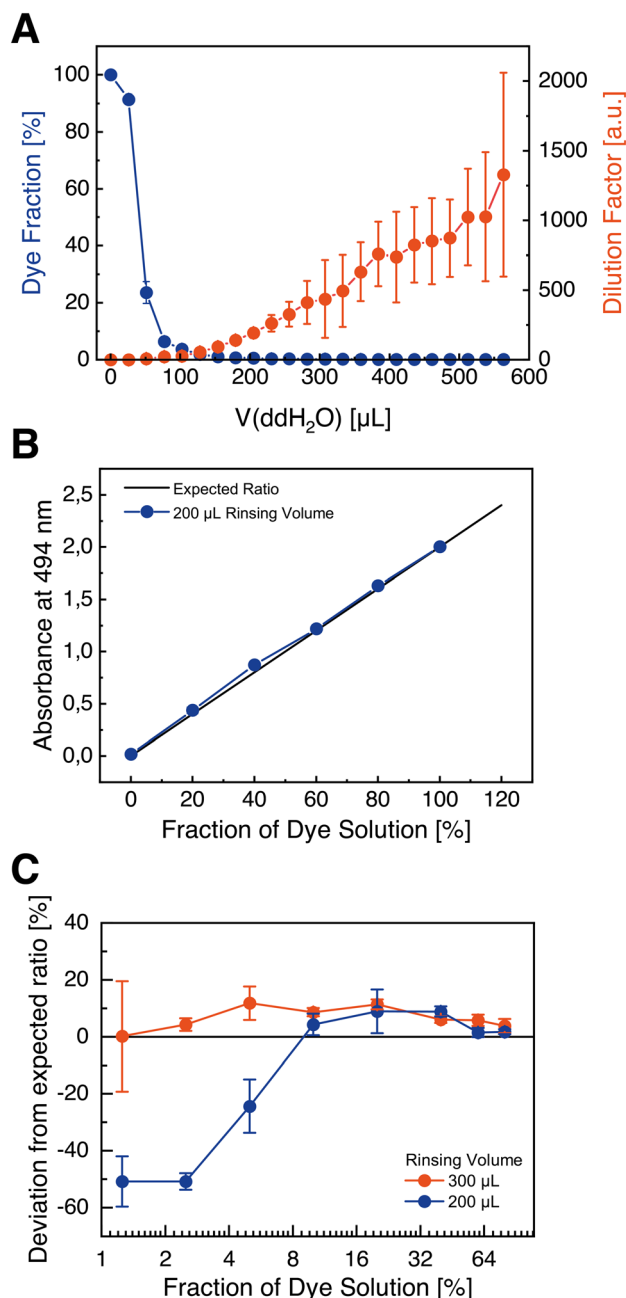 A
Dye Fraction [%]
100
80
60
40
20
0
Dilution Factor [a.u.]
2000
1500
1000
500
0
0 100 200 300 400 500 600
V(ddH₂O) [µL]
B
Absorbance at 494 nm
2,5
2,0
1,5
1,0
0,5
0,0
Expected Ratio
200 µL Rinsing Volume
0 20 40 60 80 100 120
Fraction of Dye Solution [%]
C
Deviation from expected ratio [%]
40
20
0
-20
-40
-60
Rinsing Volume
300 µL
200 µL
1 2 4 8 16 32 64
Fraction of Dye Solution [%]